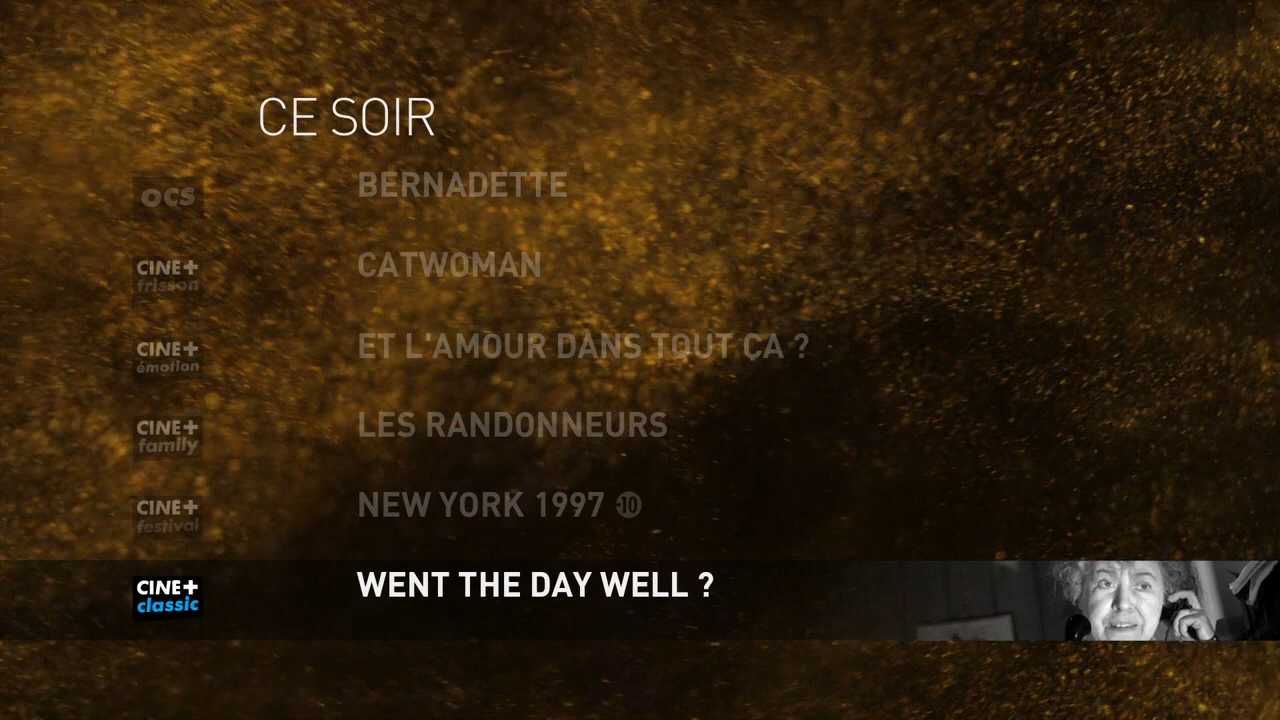 CE SOIR
OCS
BERNADETTE
CINE+
frisson
CATWOMAN
CINE+
émotion
ET L'AMOUR DANS TOUT ÇA ?
CINE+
family
LES RANDONNEURS
CINE+
festival
NEW YORK 1997 -10
CINE+
classic
WENT THE DAY WELL ?